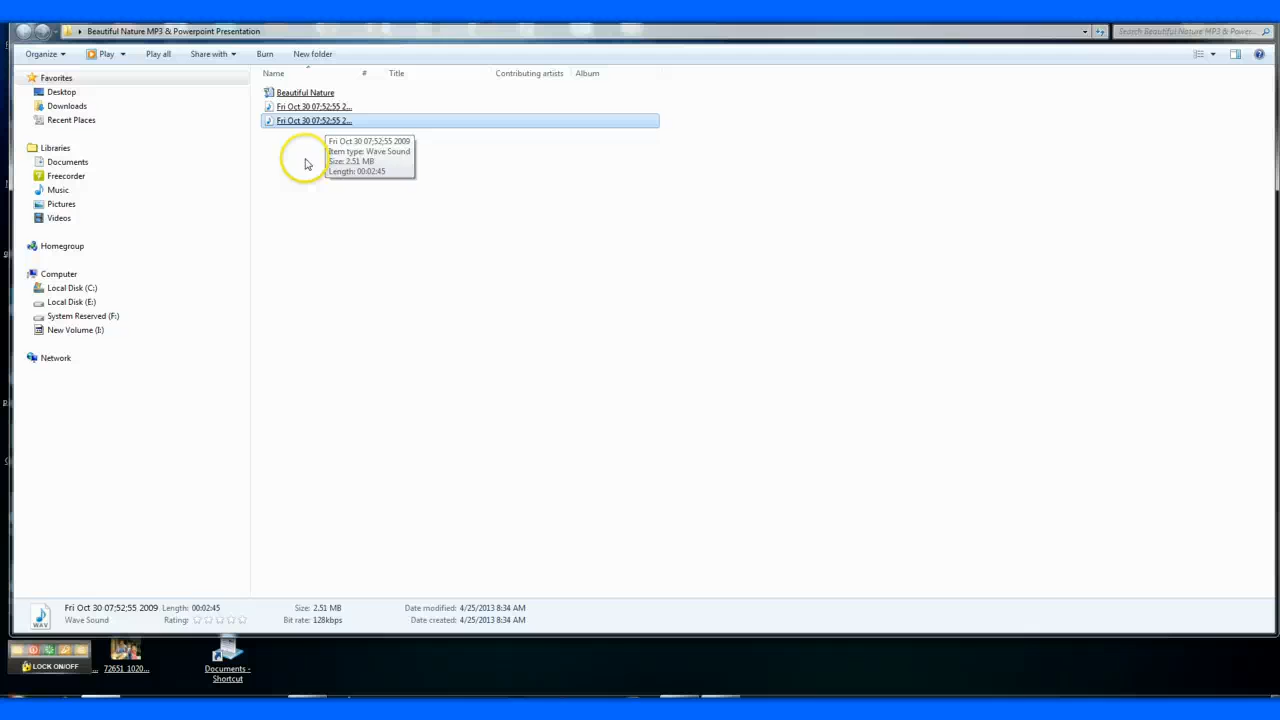 Beautiful Nature MP3 & Powerpoint Presentation
Search Beautiful Nature MP3 & Power...
Organize Play Play all Share with Burn New folder
Favorites
Desktop
Downloads
Recent Places
Libraries
Documents
Freecorder
Music
Pictures
Videos
Homegroup
Computer
Local Disk (C:)
Local Disk (E:)
System Reserved (F:)
New Volume (I:)
Network
Name # Title Contributing artists Album
Beautiful Nature
Fri Oct 30 07;52;55 2...
Fri Oct 30 07;52;55 2...
Fri Oct 30 07;52;55 2009
Item type: Wave Sound
Size: 2.51 MB
Length: 00:02:45
WAV
Fri Oct 30 07;52;55 2009 Length: 00:02:45 Size: 2.51 MB Date modified: 4/25/2013 8:34 AM
Wave Sound Rating: Bit rate: 128kbps Date created: 4/25/2013 8:34 AM
LOCK ON/OFF
72651_1020...
Documents -
Shortcut